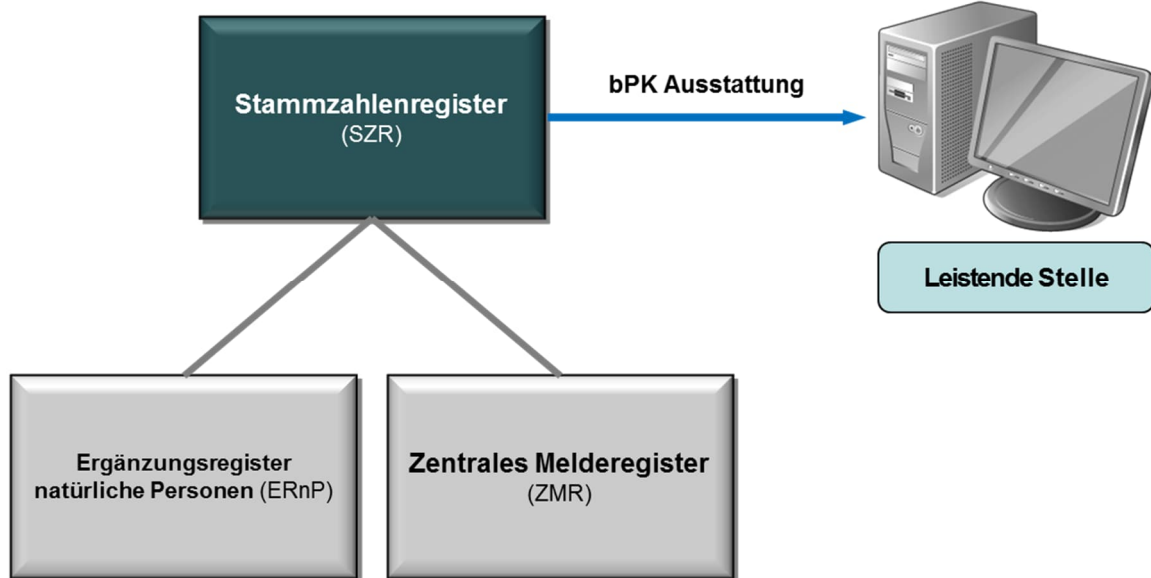 Stammzahlenregister
(SZR)
bPK Ausstattung
Leistende Stelle
Ergänzungsregister
natürliche Personen (ERnP)
Zentrales Melderegister
(ZMR)